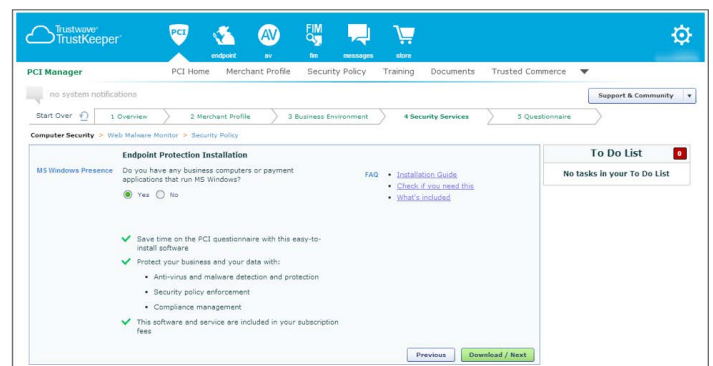 Trustwave®
TrustKeeper®
PCI
endpoint
AV
av
FIM
fim
messages
store
PCI Manager
PCI Home
Merchant Profile
Security Policy
Training
Documents
Trusted Commerce
no system notifications
Support & Community
Start Over
1 Overview
2 Merchant Profile
3 Business Environment
4 Security Services
5 Questionnaire
Computer Security > Web Malware Monitor > Security Policy
Endpoint Protection Installation
MS Windows Presence
Do you have any business computers or payment
applications that run MS Windows?
Yes
No
FAQ
• Installation Guide
• Check if you need this
• What's included
Save time on the PCI questionnaire with this easy-to-
install software
Protect your business and your data with:
• Anti-virus and malware detection and protection
• Security policy enforcement
• Compliance management
This software and service are included in your subscription
fees
Previous
Download / Next
To Do List
0
No tasks in your To Do List